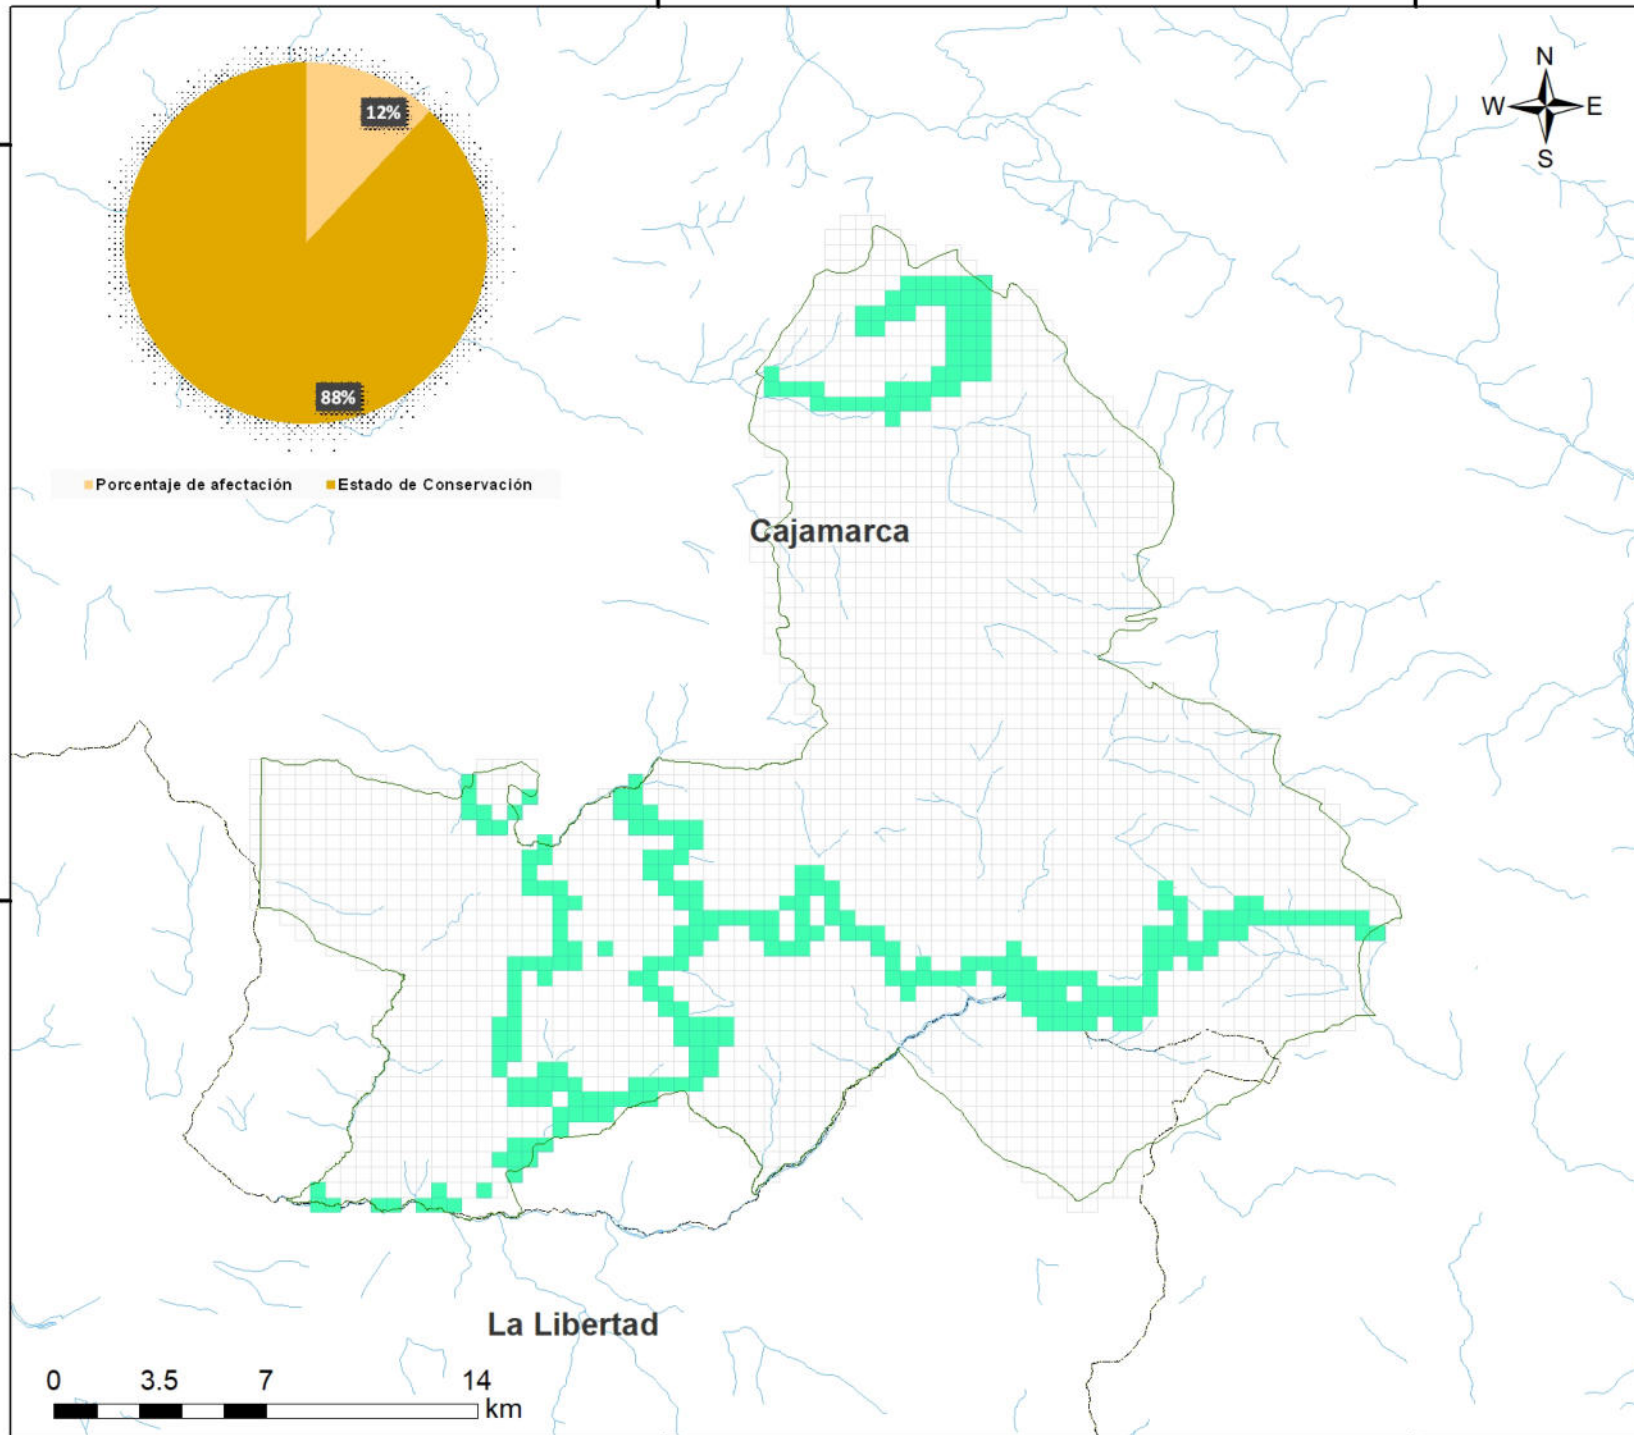 N
W E
S
12%
88%
Porcentaje de afectación Estado de Conservación
Cajamarca
La Libertad
0 3.5 7 14
km